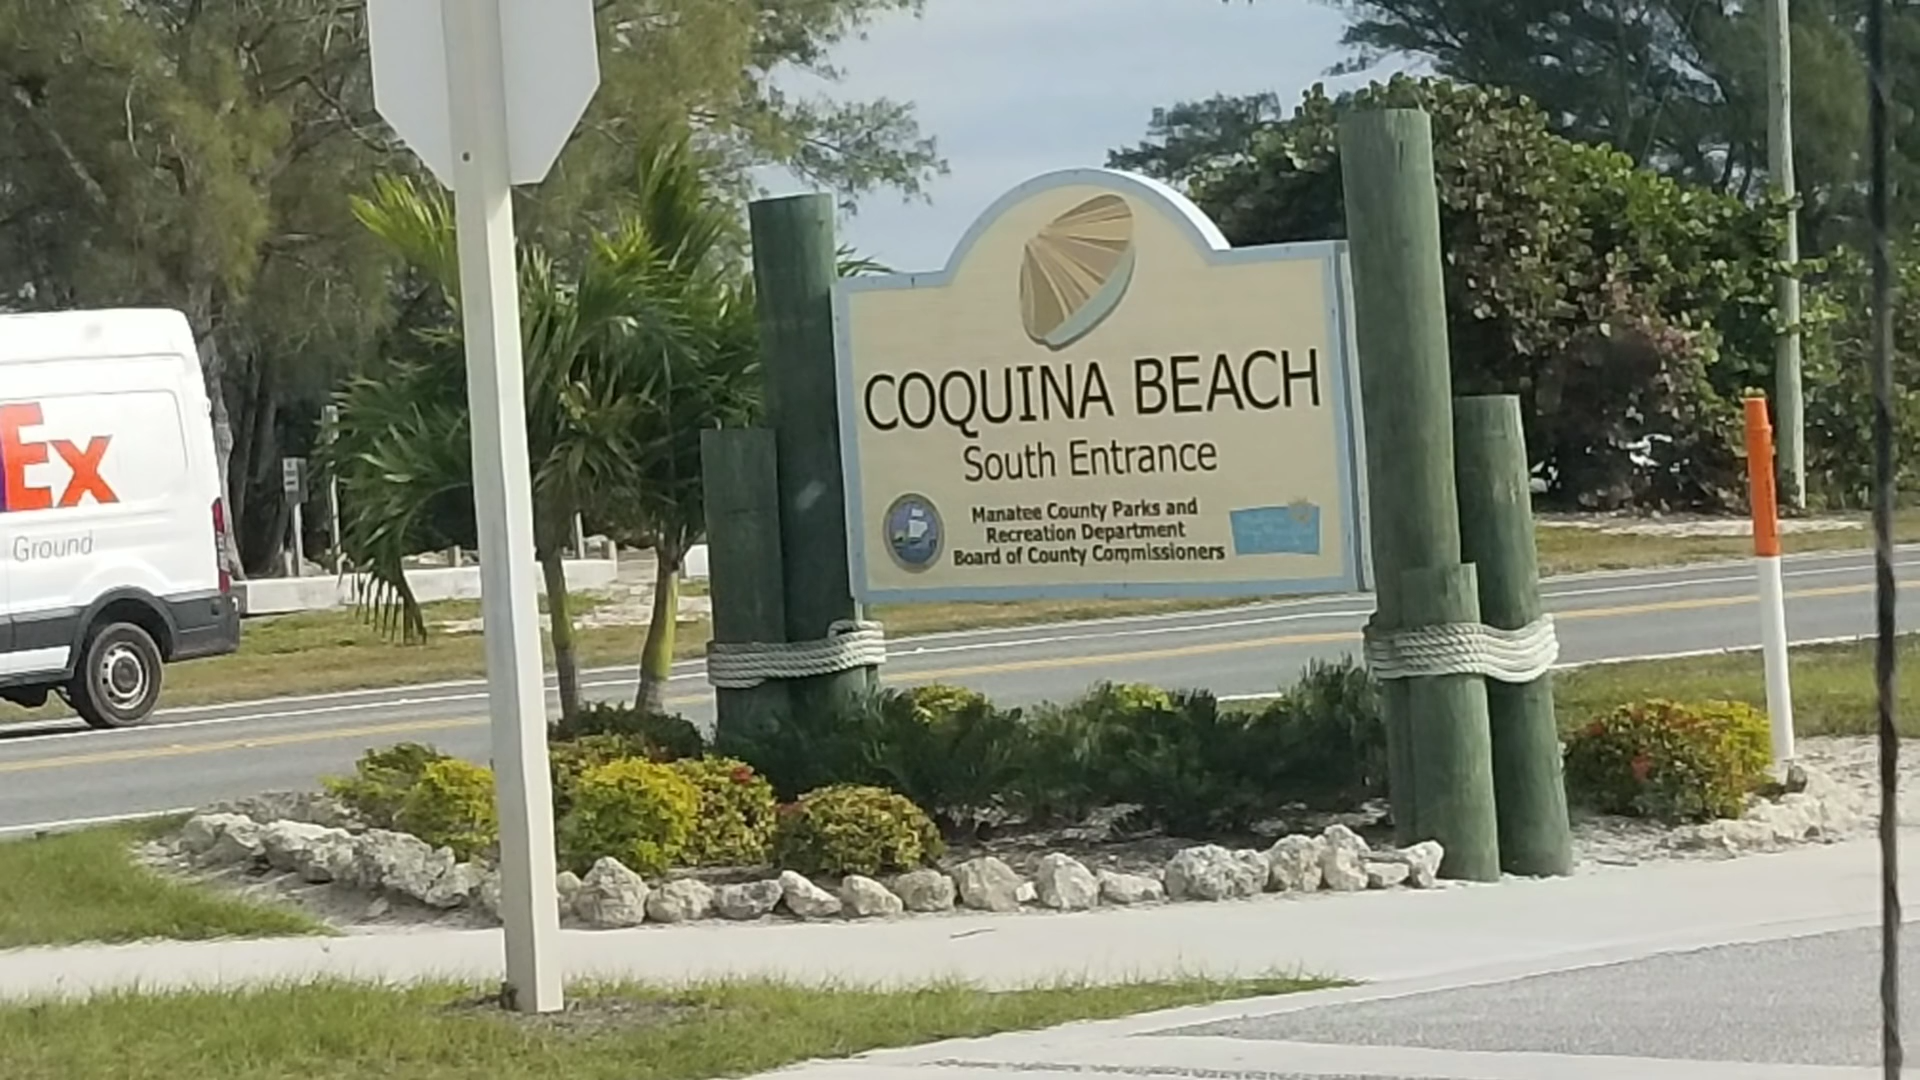 Ex
Ground
COQUINA BEACH
South Entrance
Manatee County Parks and
Recreation Department
Board of County Commissioners